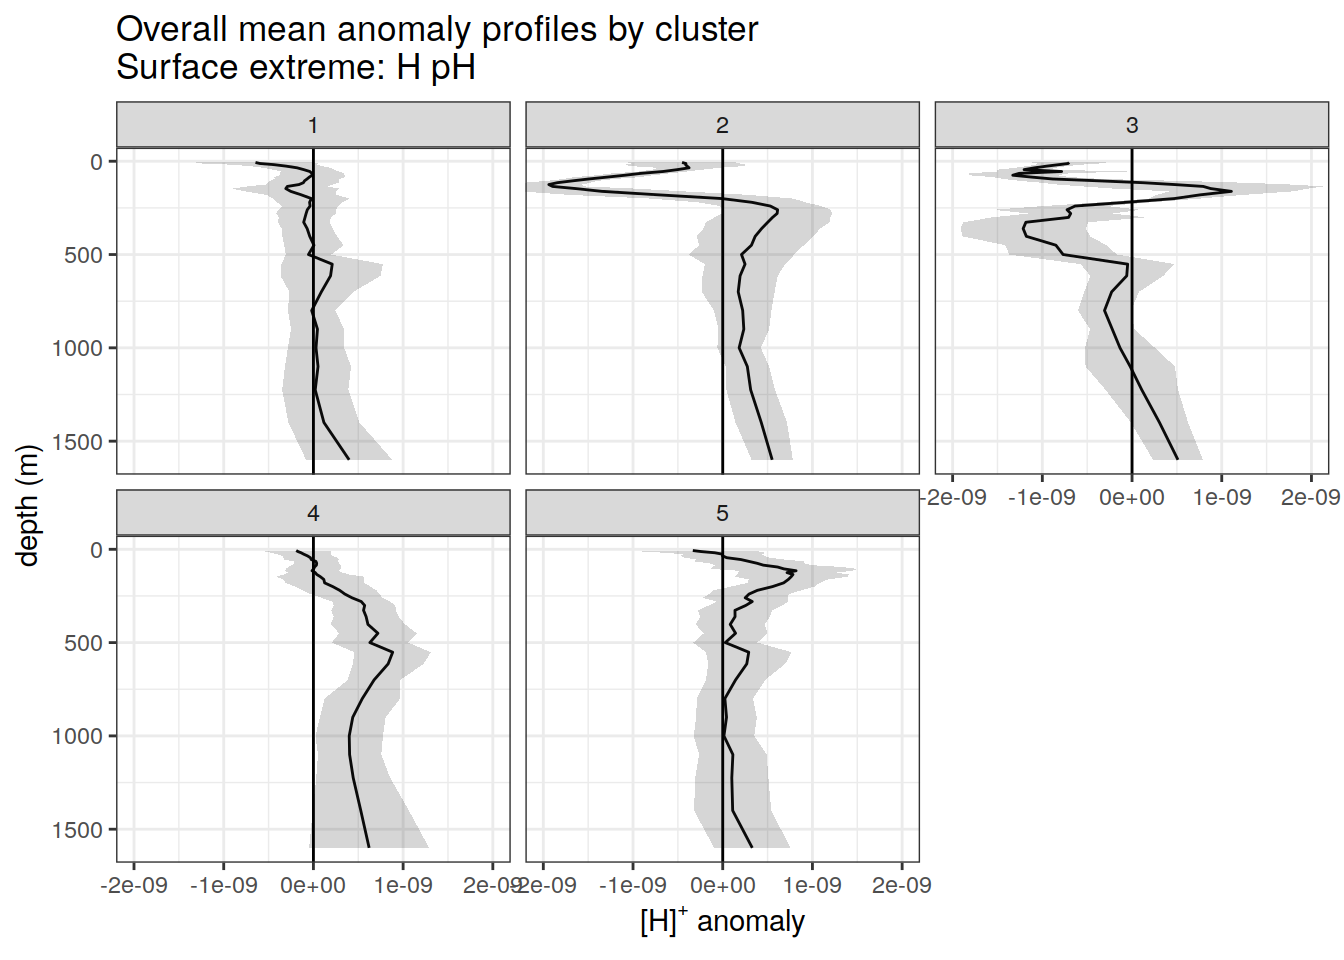 Overall mean anomaly profiles by cluster
Surface extreme: H pH
1
2
3
0
500
1000
1500
-2e-09
-1e-09
0e+00
1e-09
2e-09
4
5
0
500
1000
1500
-2e-09
-1e-09
0e+00
1e-09
2e-09
-2e-09
-1e-09
0e+00
1e-09
2e-09
depth (m)
[H]⁺ anomaly